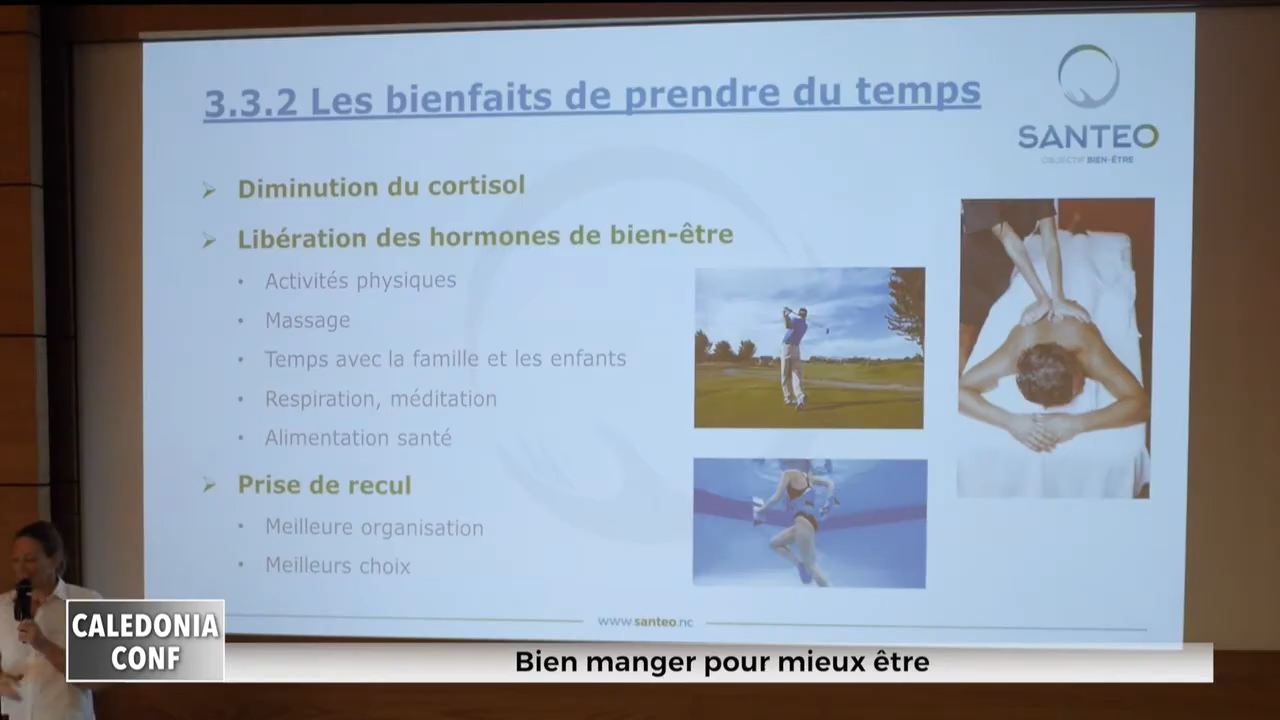 3.3.2 Les bienfaits de prendre du temps
SANTEO
OBJECTIF BIEN-ÊTRE
➢ Diminution du cortisol
➢ Libération des hormones de bien-être
• Activités physiques
• Massage
• Temps avec la famille et les enfants
• Respiration, méditation
• Alimentation santé
➢ Prise de recul
• Meilleure organisation
• Meilleurs choix
www.santeo.nc
CALEDONIA
CONF
Bien manger pour mieux être